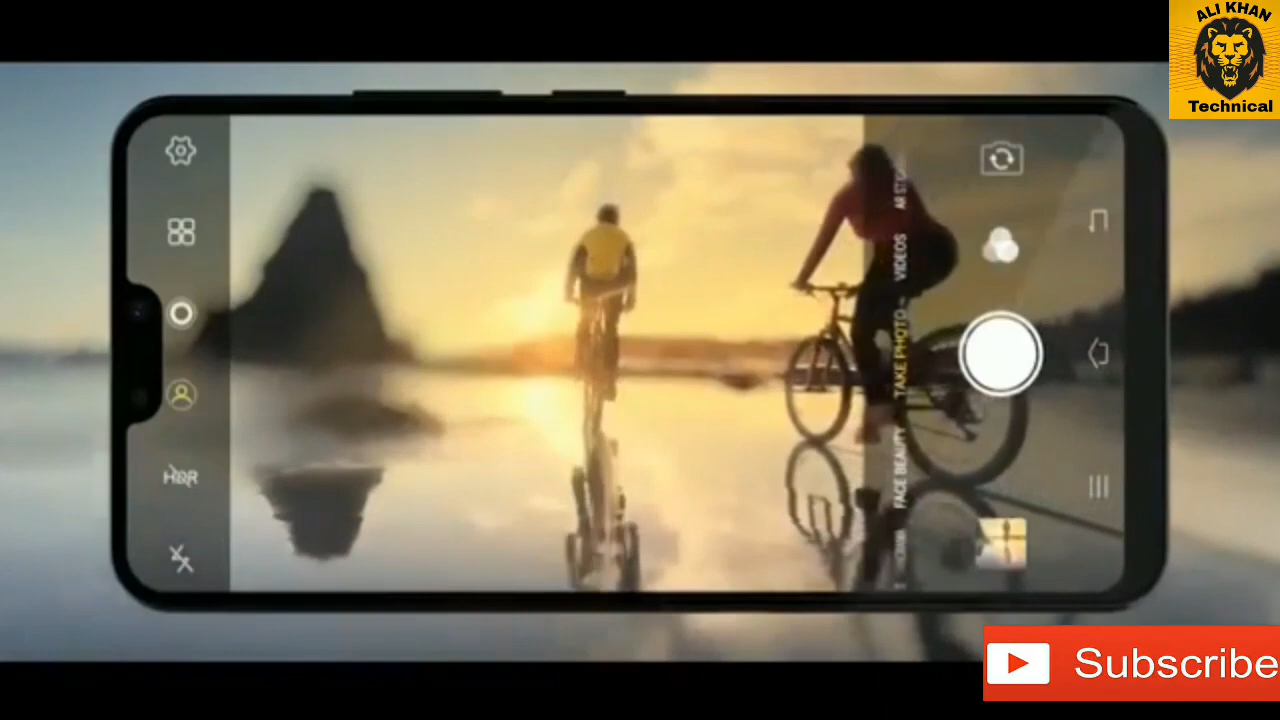 ALI KHAN
Technical
AR ST
VIDEOS
TAKE PHOTO
FACE BEAUTY
HDR
Subscribe